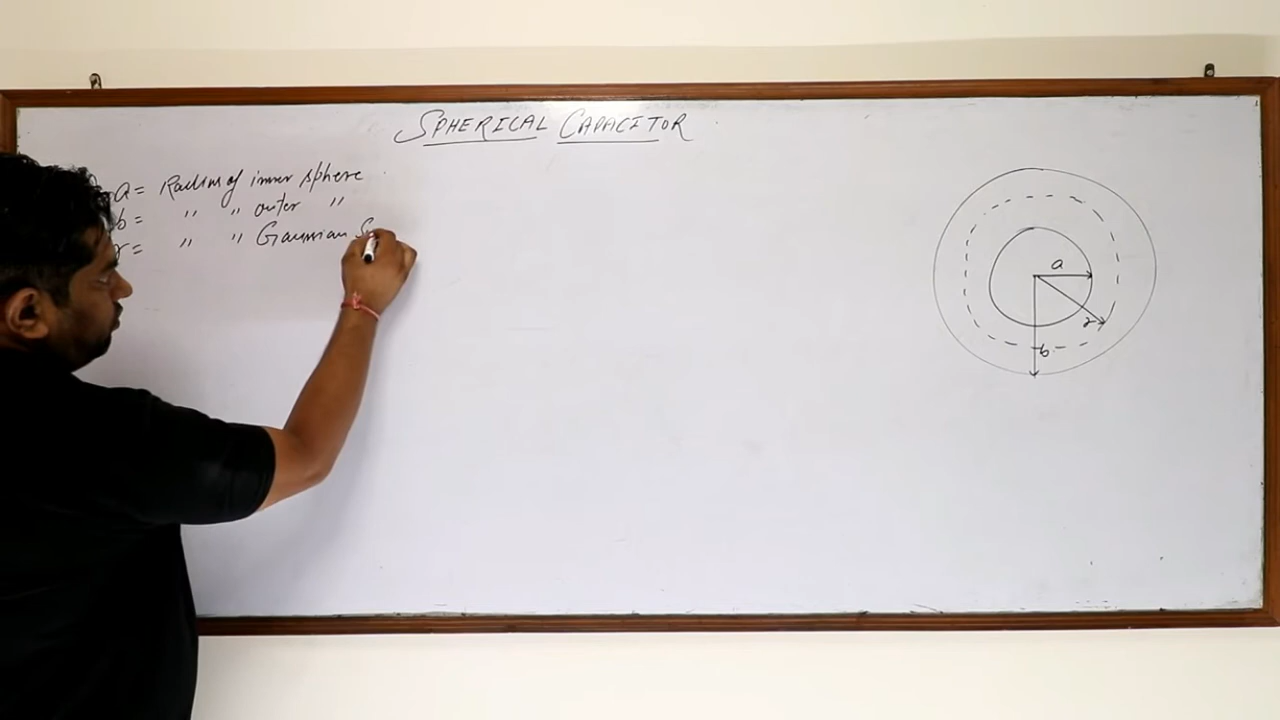 SPHERICAL CAPACITOR
a = Radius of inner sphere
b = " " outer "
r = " " Gaussian S
a
r
b